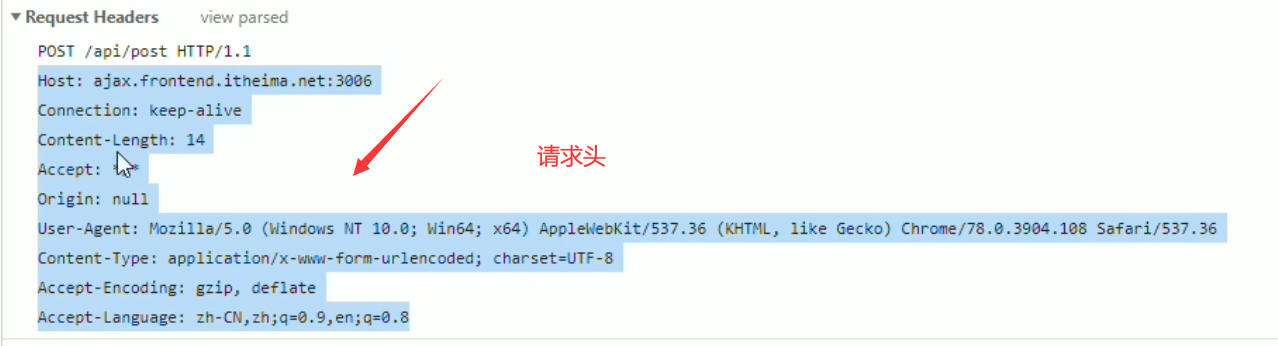 Request Headers view parsed
POST /api/post HTTP/1.1
Host: ajax.frontend.itheima.net:3006
Connection: keep-alive
Content-Length: 14
Accept: *
请求头
Origin: null
User-Agent: Mozilla/5.0 (Windows NT 10.0; Win64; x64) AppleWebKit/537.36 (KHTML, like Gecko) Chrome/78.0.3904.108 Safari/537.36
Content-Type: application/x-www-form-urlencoded; charset=UTF-8
Accept-Encoding: gzip, deflate
Accept-Language: zh-CN,zh;q=0.9,en;q=0.8